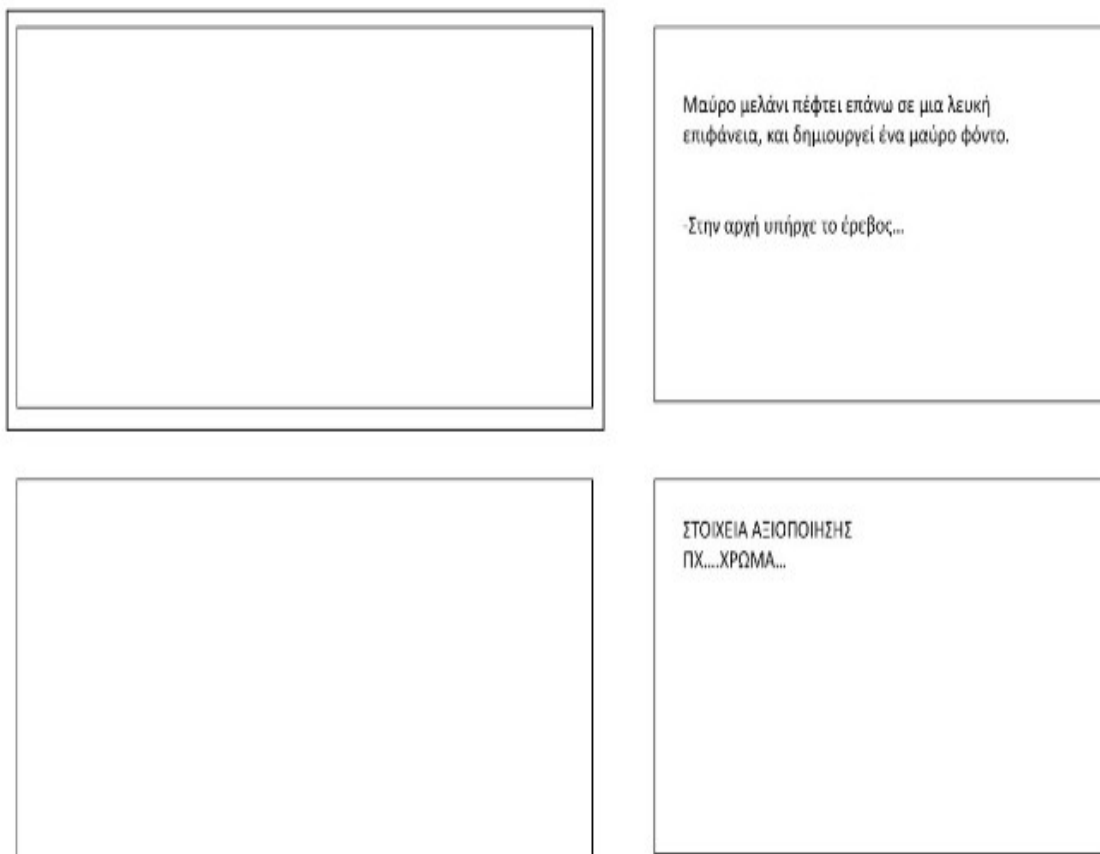 Μαύρο μελάνι πέφτει επάνω σε μια λευκή
επιφάνεια, και δημιουργεί ένα μαύρο φόντο.
-Στην αρχή υπήρχε το έρεβος...
ΣΤΟΙΧΕΙΑ ΑΞΙΟΠΟΙΗΣΗΣ
ΠΧ....ΧΡΩΜΑ...